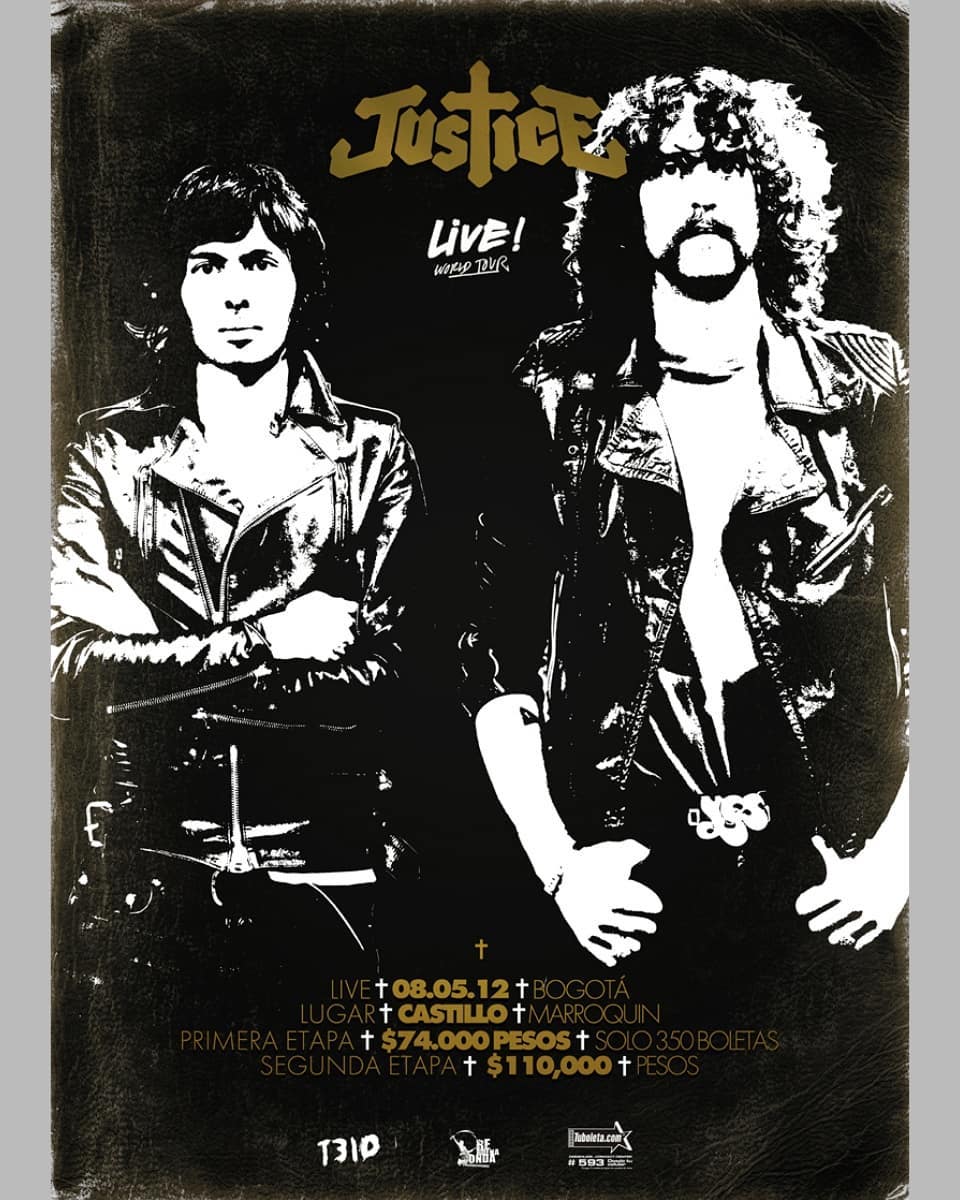 JUSTICE
LIVE!
WORLD TOUR
LIVE † 08.05.12 † BOGOTÁ
LUGAR † CASTILLO † MARROQUIN
PRIMERA ETAPA † $74.000 PESOS † SOLO 350 BOLETAS
SEGUNDA ETAPA † $110,000 † PESOS
T310
Tuboleta.com
# 593